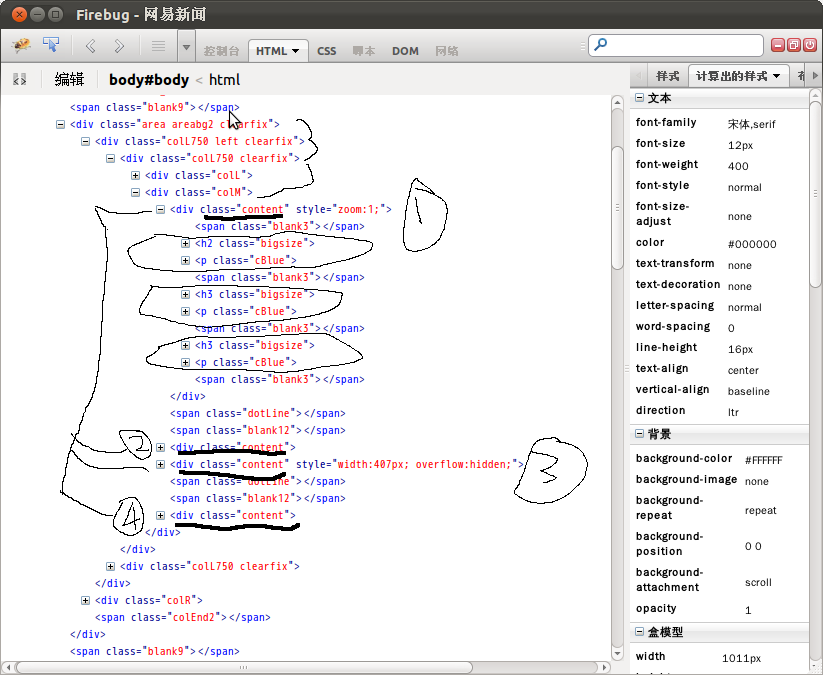 Firebug - 网易新闻
控制台 HTML CSS 脚本 DOM 网络
编辑 body#body < html
样式 计算出的样式 布
<span class="blank9"></span>
<div class="area areabg2 clearfix">
<div class="colL750 left clearfix">
<div class="colL750 clearfix">
<div class="colL">
<div class="colM">
<div class="content" style="zoom:1;">
1
<span class="blank3"></span>
<h2 class="bigsize">
<p class="cBlue">
<span class="blank3"></span>
<h3 class="bigsize">
<p class="cBlue">
<span class="blank3"></span>
<h3 class="bigsize">
<p class="cBlue">
<span class="blank3"></span>
</div>
<span class="dotLine"></span>
<span class="blank12"></span>
2
<div class="content">
<div class="content" style="width:407px; overflow:hidden;">
3
<span class="dotLine"></span>
<span class="blank12"></span>
4
<div class="content">
</div>
</div>
<div class="colL750 clearfix">
</div>
<div class="colR">
<span class="colEnd2"></span>
</div>
<span class="blank9"></span>
文本
font-family 宋体,serif
font-size 12px
font-weight 400
font-style normal
font-size-
adjust none
color #000000
text-transform none
text-decoration none
letter-spacing normal
word-spacing 0
line-height 16px
text-align center
vertical-align baseline
direction ltr
背景
background-color #FFFFFF
background-image none
background-
repeat repeat
background-
position 0 0
background-
attachment scroll
opacity 1
盒模型
width 1011px